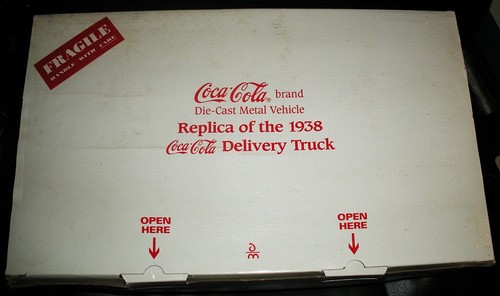 FRAGILE
HANDLE WITH CARE
Coca-Cola® brand
Die-Cast Metal Vehicle
Replica of the 1938
Coca-Cola Delivery Truck
OPEN
HERE
OPEN
HERE